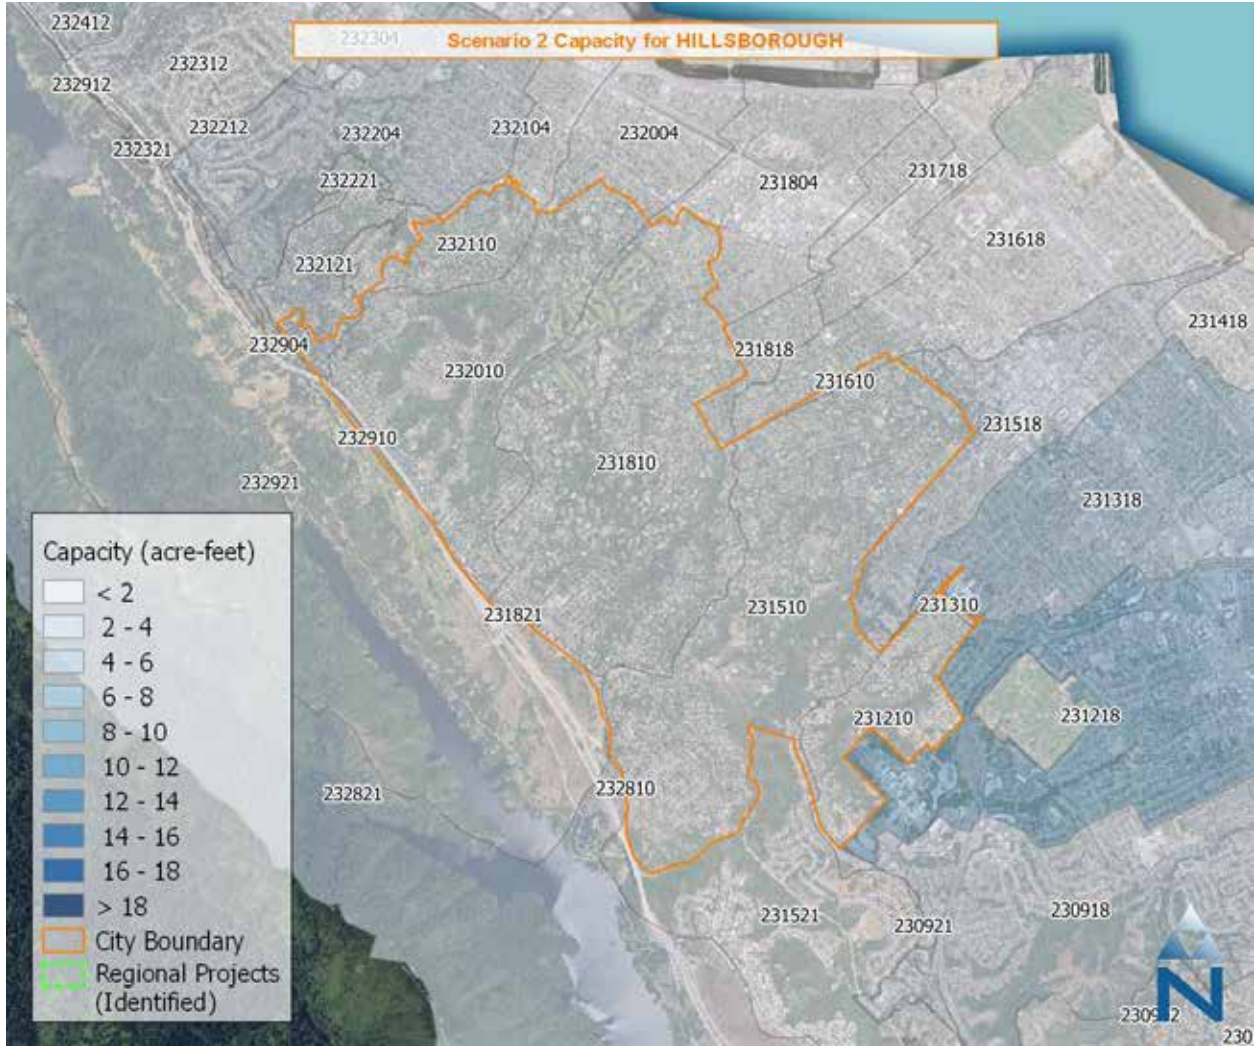 232412
232304
Scenario 2 Capacity for HILLSBOROUGH
232312
232912
232212
232204
232104
232004
232321
232221
231804
231718
232110
231618
232121
231418
232904
231818
232010
231610
231518
232910
231810
232921
231318
Capacity (acre-feet)
< 2
2 - 4
4 - 6
6 - 8
8 - 10
10 - 12
12 - 14
14 - 16
16 - 18
> 18
City Boundary
Regional Projects
(Identified)
231821
231510
231310
231210
231218
232810
232821
231521
230921
230918
N
230